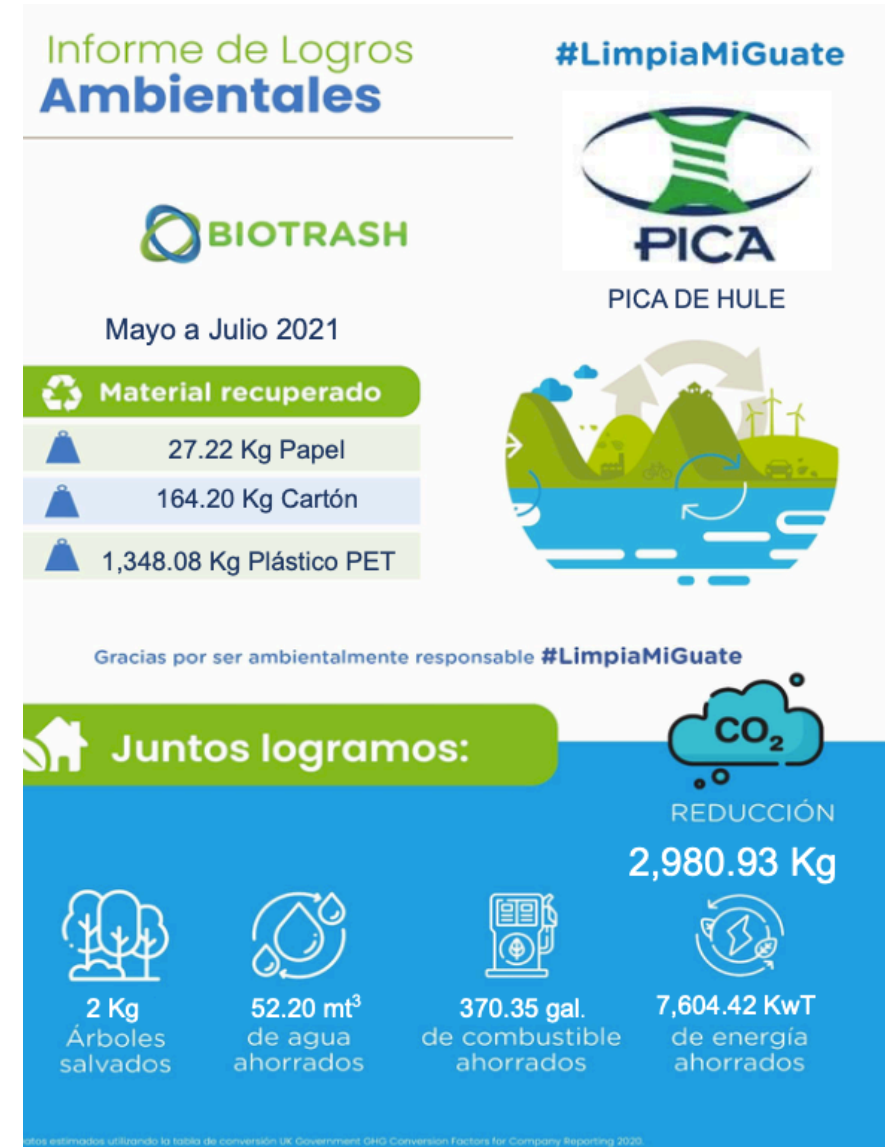 Informe de Logros
Ambientales
#LimpiaMiGuate
PICA
BIOTRASH
PICA DE HULE
Mayo a Julio 2021
Material recuperado
27.22 Kg Papel
164.20 Kg Cartón
1,348.08 Kg Plástico PET
Gracias por ser ambientalmente responsable #LimpiaMiGuate
Juntos logramos:
CO₂
REDUCCIÓN
2,980.93 Kg
2 Kg
Árboles
salvados
52.20 mt³
de agua
ahorrados
370.35 gal.
de combustible
ahorrados
7,604.42 KwT
de energía
ahorrados
atos estimados utilizando la tabla de conversión UK Government GHG Conversion Factors for Company Reporting 2020.